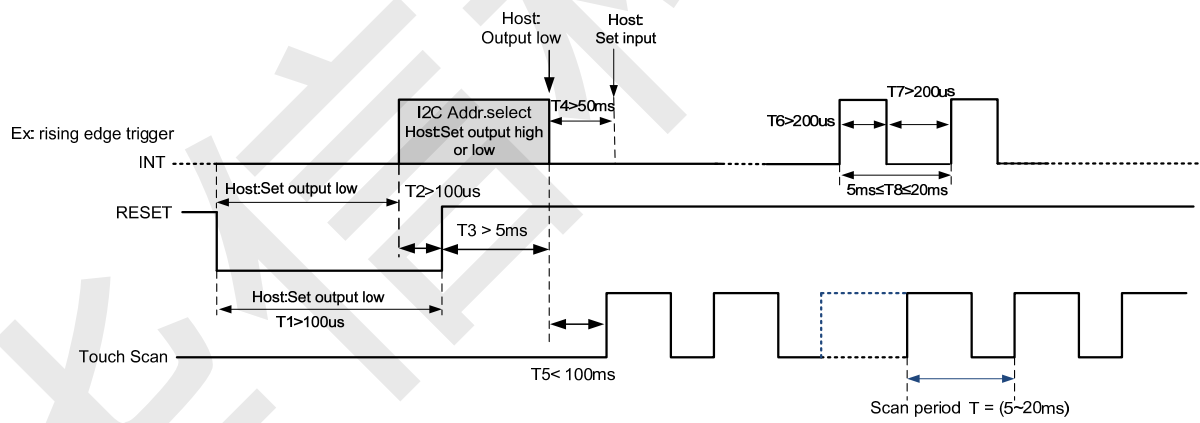 Host:
Output low
Host:
Set input
I2C Addr.select
Host:Set output high
or low
T4>50ms
T7>200us
T6>200us
Ex: rising edge trigger
INT
5ms≤T8≤20ms
Host:Set output low
T2>100us
RESET
T3 > 5ms
Host:Set output low
T1>100us
Touch Scan
T5< 100ms
Scan period T = (5~20ms)